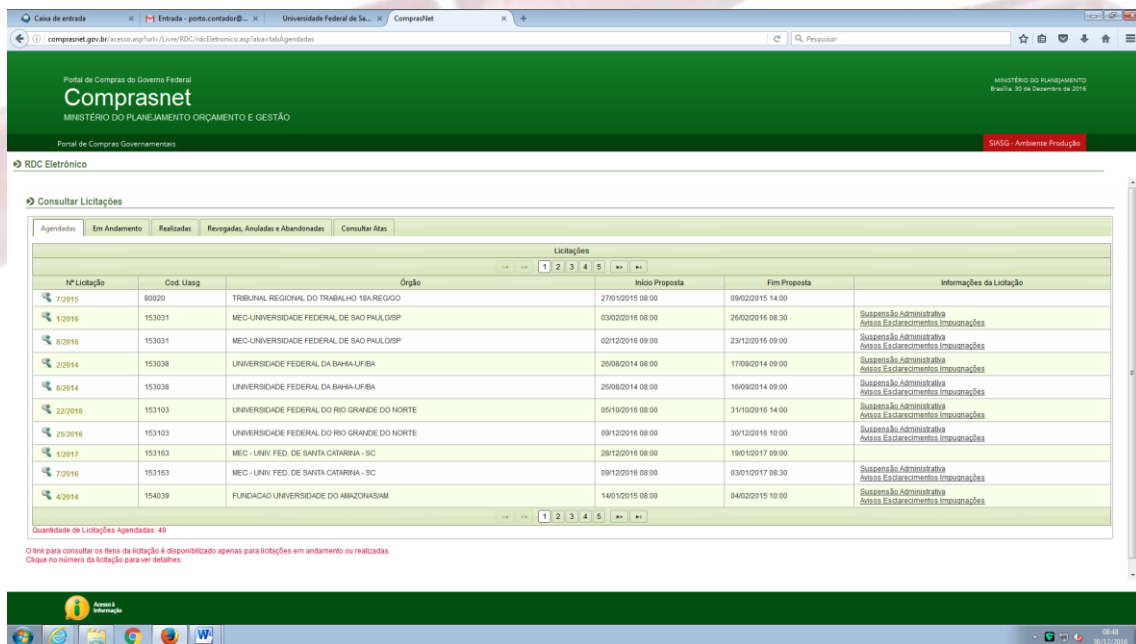 Caixa de entrada
Entrada - porto.contador@...
Universidade Federal de Sa...
ComprasNet
comprasnet.gov.br/acesso.asp?url=/Livre/RDC/rdcEletronico.asp?aba=tabAgendadas
Pesquisar
Portal de Compras do Governo Federal
Comprasnet
MINISTÉRIO DO PLANEJAMENTO ORÇAMENTO E GESTÃO
MINISTÉRIO DO PLANEJAMENTO
Brasília, 30 de Dezembro de 2016
Portal de Compras Governamentais
SIASG - Ambiente Produção
RDC Eletrônico
Consultar Licitações
Agendadas Em Andamento Realizadas Revogadas, Anuladas e Abandonadas Consultar Atas
Licitações
1 2 3 4 5
Nº Licitação Cod. Uasg Órgão Início Proposta Fim Proposta Informações da Licitação
7/2015 80020 TRIBUNAL REGIONAL DO TRABALHO 18A.REG/GO 27/01/2015 08:00 09/02/2015 14:00
1/2016 153031 MEC-UNIVERSIDADE FEDERAL DE SAO PAULO/SP 03/02/2016 08:00 26/02/2016 08:30 Suspensão Administrativa
Avisos Esclarecimentos Impugnações
8/2016 153031 MEC-UNIVERSIDADE FEDERAL DE SAO PAULO/SP 02/12/2016 09:00 23/12/2016 09:00 Suspensão Administrativa
Avisos Esclarecimentos Impugnações
2/2014 153038 UNIVERSIDADE FEDERAL DA BAHIA-UF/BA 26/08/2014 08:00 17/09/2014 09:00 Suspensão Administrativa
Avisos Esclarecimentos Impugnações
8/2014 153038 UNIVERSIDADE FEDERAL DA BAHIA-UF/BA 26/08/2014 08:00 16/09/2014 09:00 Suspensão Administrativa
Avisos Esclarecimentos Impugnações
22/2016 153103 UNIVERSIDADE FEDERAL DO RIO GRANDE DO NORTE 05/10/2016 08:00 31/10/2016 14:00 Suspensão Administrativa
Avisos Esclarecimentos Impugnações
25/2016 153103 UNIVERSIDADE FEDERAL DO RIO GRANDE DO NORTE 09/12/2016 08:00 30/12/2016 10:00 Suspensão Administrativa
Avisos Esclarecimentos Impugnações
1/2017 153163 MEC - UNIV. FED. DE SANTA CATARINA - SC 28/12/2016 08:00 19/01/2017 09:00
7/2016 153163 MEC - UNIV. FED. DE SANTA CATARINA - SC 09/12/2016 08:00 03/01/2017 08:30 Suspensão Administrativa
Avisos Esclarecimentos Impugnações
4/2014 154039 FUNDACAO UNIVERSIDADE DO AMAZONAS/AM 14/01/2015 08:00 04/02/2015 10:00 Suspensão Administrativa
Avisos Esclarecimentos Impugnações
1 2 3 4 5
Quantidade de Licitações Agendadas: 49
O link para consultar os itens da licitação é disponibilizado apenas para licitações em andamento ou realizadas.
Clique no número da licitação para ver detalhes.
Acesso à
Informação
08:48
30/12/2016